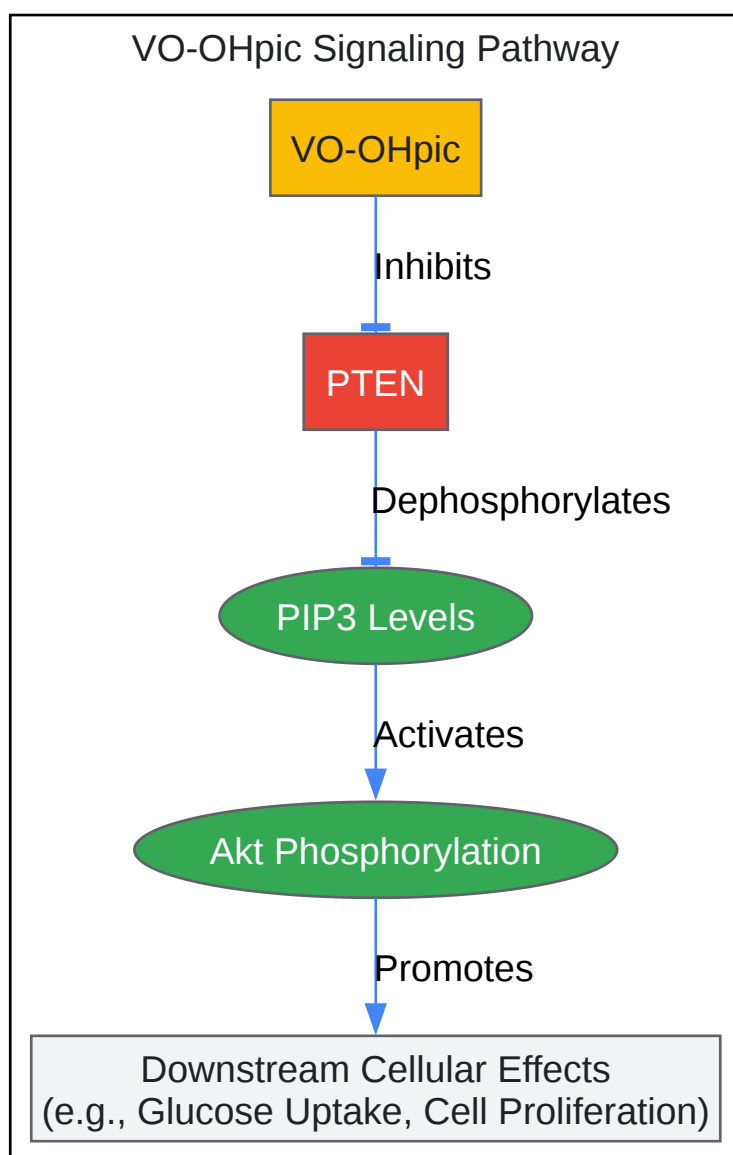 VO-OHpic Signaling Pathway
VO-OHpic
Inhibits
PTEN
Dephosphorylates
PIP3 Levels
Activates
Akt Phosphorylation
Promotes
Downstream Cellular Effects
(e.g., Glucose Uptake, Cell Proliferation)